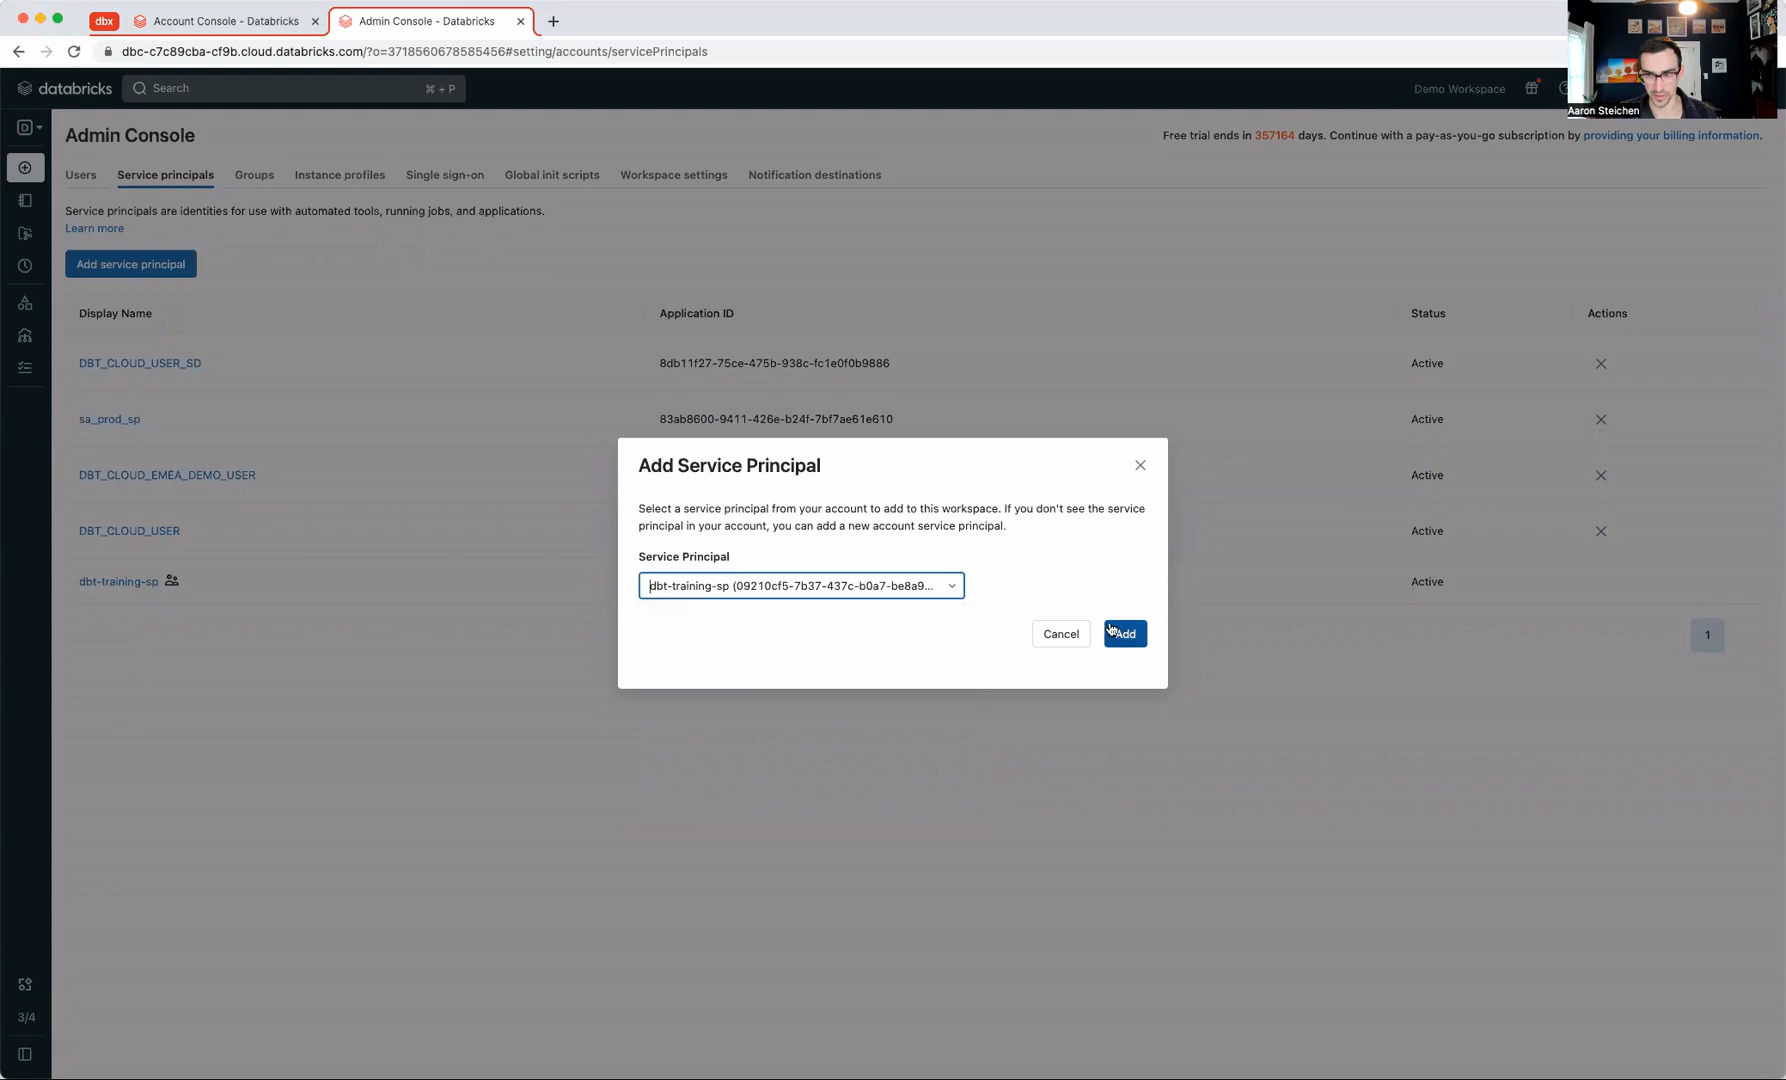 dbx
Account Console - Databricks
Admin Console - Databricks
dbc-c7c89cba-cf9b.cloud.databricks.com/?o=3718560678585456#setting/accounts/servicePrincipals
databricks
Search
⌘ + P
Demo Workspace
Aaron Steichen
D
Admin Console
Free trial ends in 357164 days. Continue with a pay-as-you-go subscription by providing your billing information.
Users
Service principals
Groups
Instance profiles
Single sign-on
Global init scripts
Workspace settings
Notification destinations
Service principals are identities for use with automated tools, running jobs, and applications.
Learn more
Add service principal
Display Name
Application ID
Status
Actions
DBT_CLOUD_USER_SD
8db11f27-75ce-475b-938c-fc1e0f0b9886
Active
sa_prod_sp
83ab8600-9411-426e-b24f-7bf7ae61e610
Active
DBT_CLOUD_EMEA_DEMO_USER
Active
DBT_CLOUD_USER
Active
dbt-training-sp
Active
Add Service Principal
Select a service principal from your account to add to this workspace. If you don't see the service
principal in your account, you can add a new account service principal.
Service Principal
dbt-training-sp (09210cf5-7b37-437c-b0a7-be8a9...
Cancel
Add
1
3/4